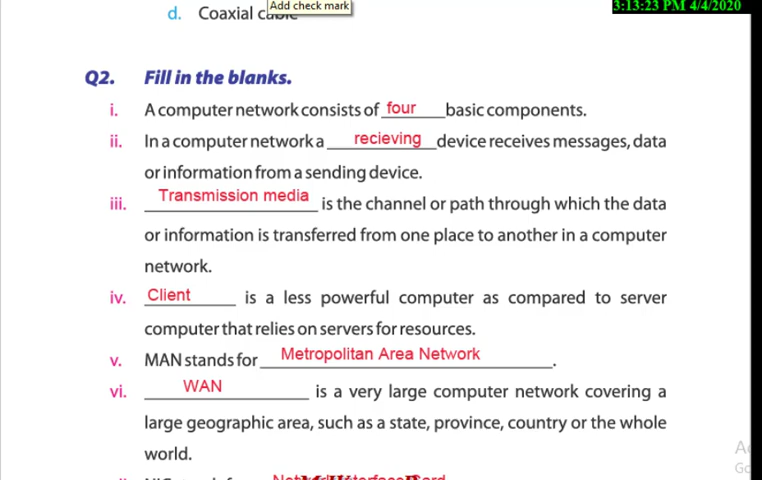 Add check mark
3:13:23 PM 4/4/2020
d. Coaxial cable
Q2. Fill in the blanks.
i. A computer network consists of four basic components.
ii. In a computer network a recieving device receives messages, data
or information from a sending device.
iii. Transmission media is the channel or path through which the data
or information is transferred from one place to another in a computer
network.
iv. Client is a less powerful computer as compared to server
computer that relies on servers for resources.
v. MAN stands for Metropolitan Area Network.
vi. WAN is a very large computer network covering a
large geographic area, such as a state, province, country or the whole
world.
Network Interface Card